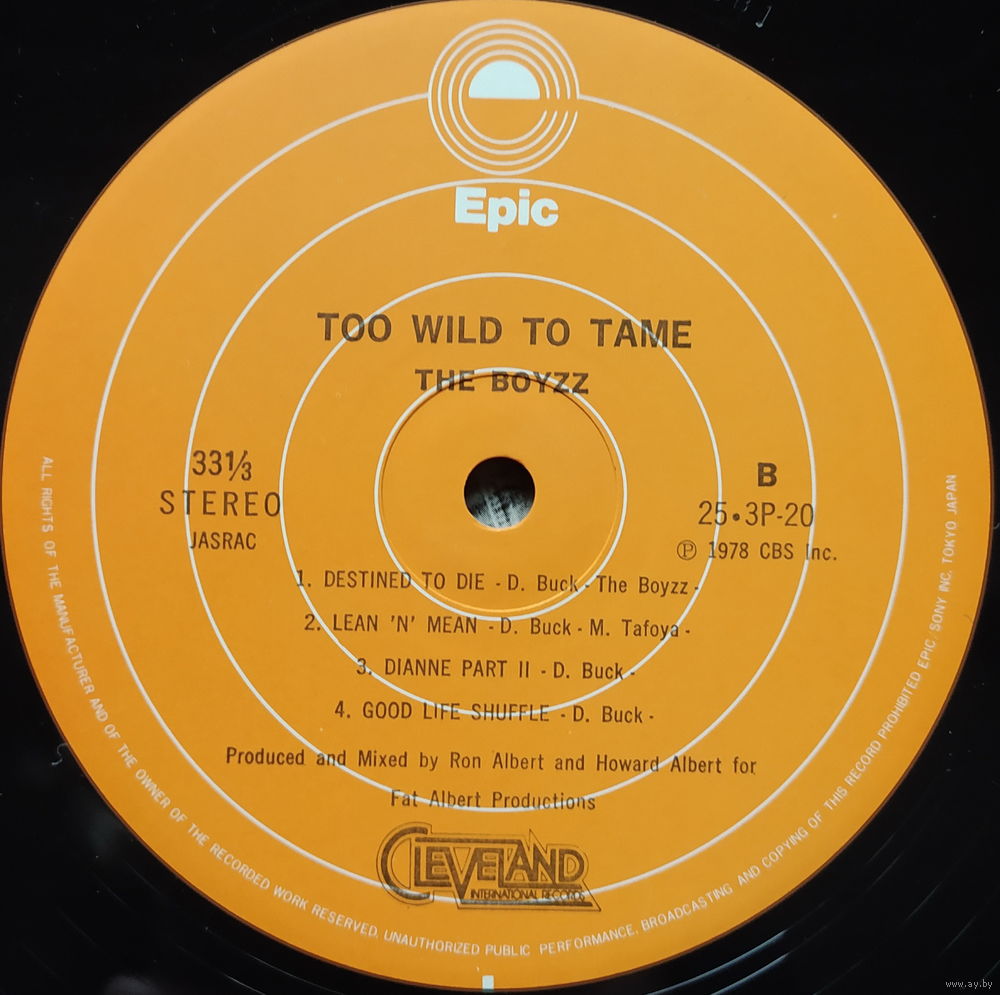 Epic
TOO WILD TO TAME
THE BOYZZ
33⅓
STEREO
JASRAC
B
25•3P-20
Ⓟ 1978 CBS Inc.
1. DESTINED TO DIE - D. Buck - The Boyzz -
2. LEAN 'N' MEAN - D. Buck - M. Tafoya -
3. DIANNE PART II - D. Buck -
4. GOOD LIFE SHUFFLE - D. Buck -
Produced and Mixed by Ron Albert and Howard Albert for
Fat Albert Productions
CLEVELAND
INTERNATIONAL RECORDS
ALL RIGHTS OF THE MANUFACTURER AND OF THE OWNER OF THE RECORDED WORK RESERVED. UNAUTHORIZED PUBLIC PERFORMANCE, BROADCASTING AND COPYING OF THIS RECORD PROHIBITED EPIC/SONY INC. TOKYO JAPAN
www.ay.by